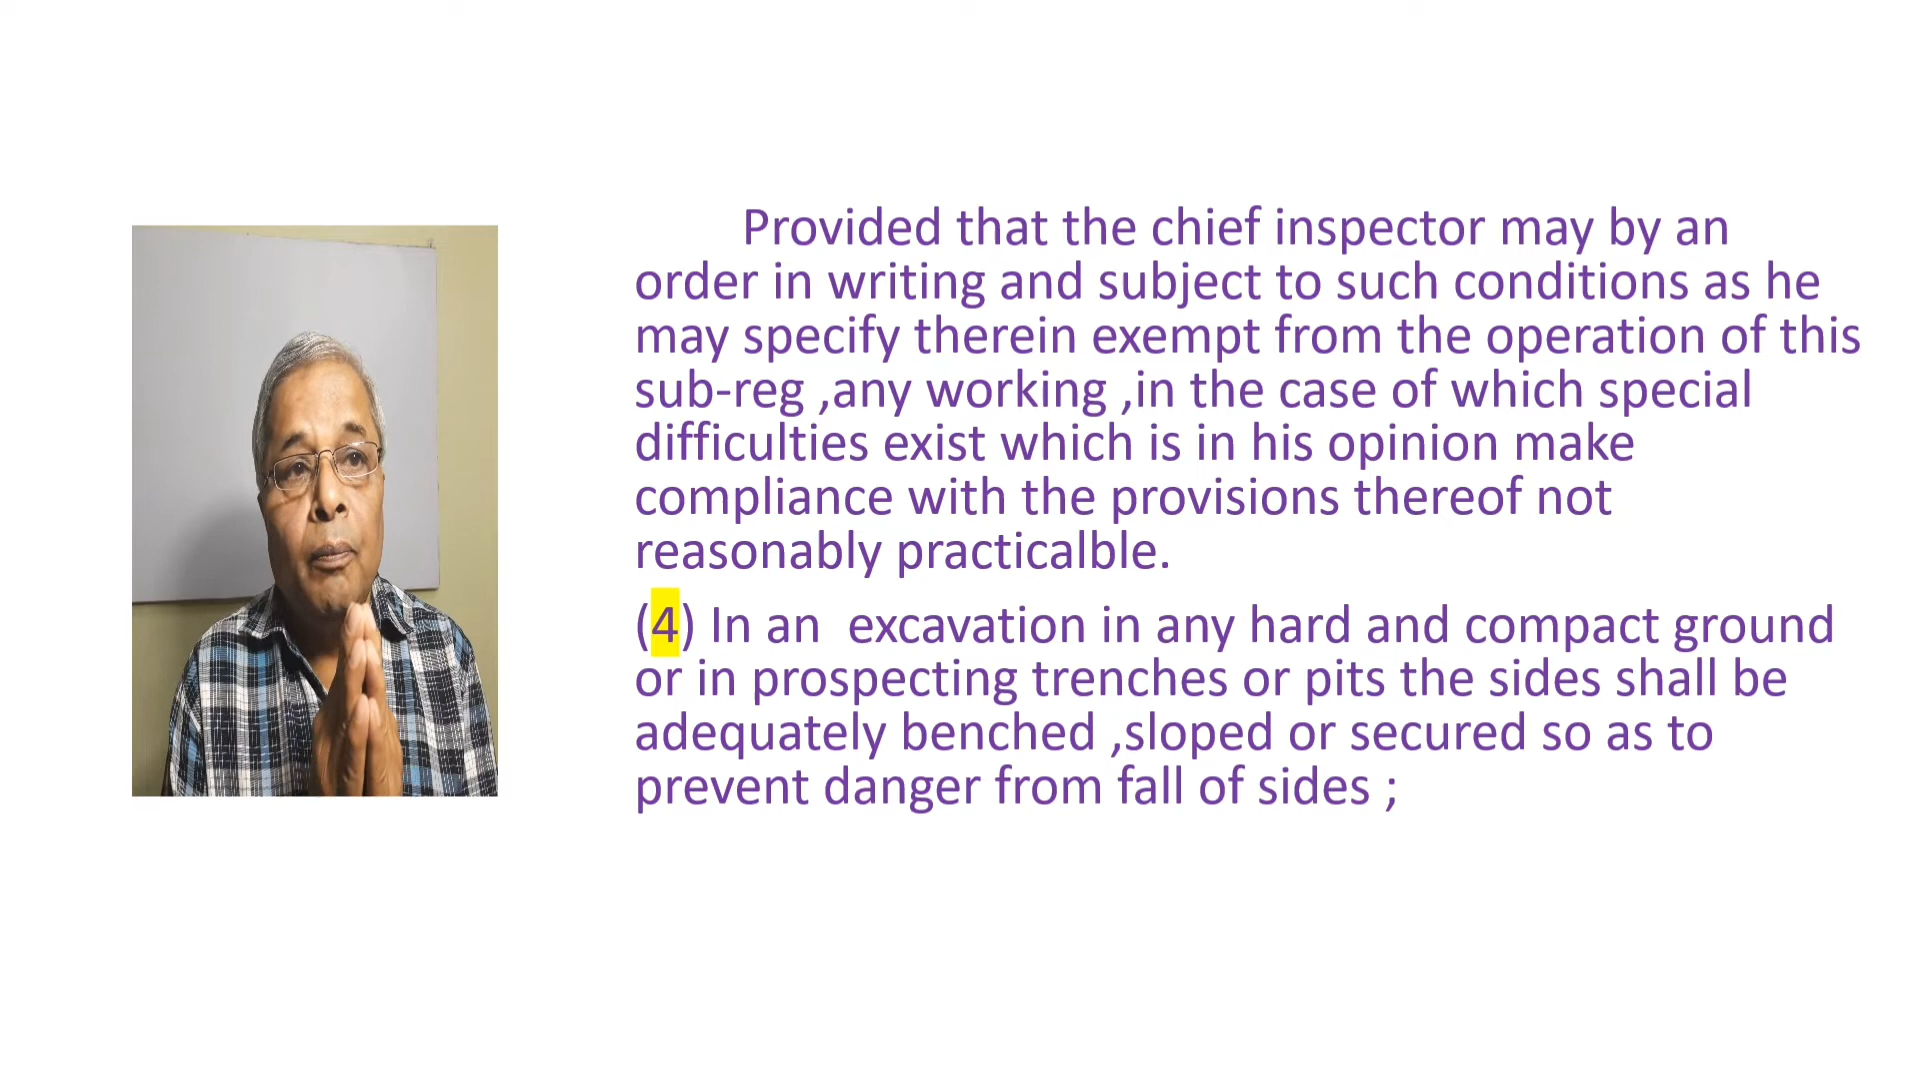 Provided that the chief inspector may by an
order in writing and subject to such conditions as he
may specify therein exempt from the operation of this
sub-reg ,any working ,in the case of which special
difficulties exist which is in his opinion make
compliance with the provisions thereof not
reasonably practicalble.
(4) In an  excavation in any hard and compact ground
or in prospecting trenches or pits the sides shall be
adequately benched ,sloped or secured so as to
prevent danger from fall of sides ;